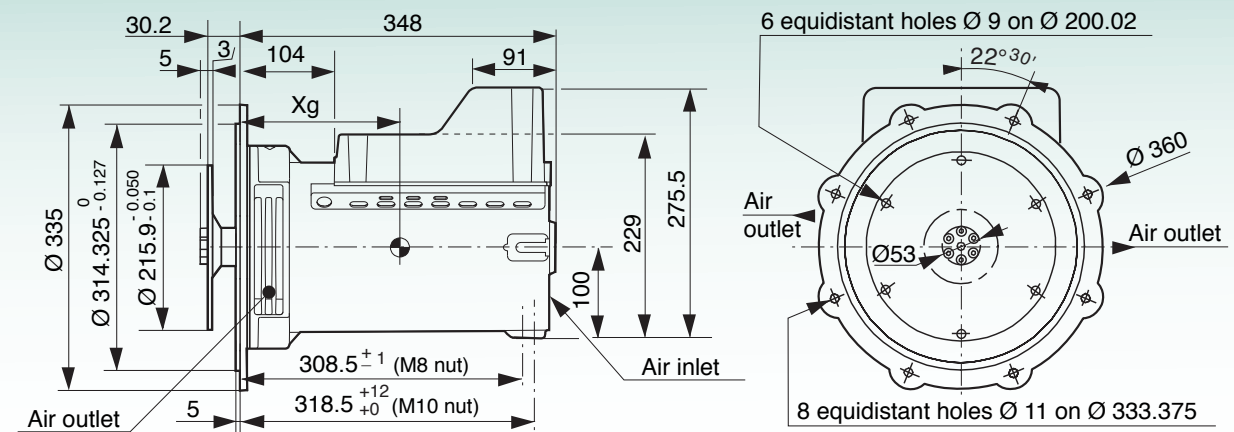 30.2
348
5
3
104
91
Xg
Ø 335
Ø 314.325 0 - 0.127
Ø 215.9 - 0.050 - 0.1
229
275.5
100
308.5 ± 1 (M8 nut)
318.5 +12 +0 (M10 nut)
5
Air outlet
Air inlet
6 equidistant holes Ø 9 on Ø 200.02
22°30'
Ø 360
Air
outlet
Air outlet
Ø53
8 equidistant holes Ø 11 on Ø 333.375